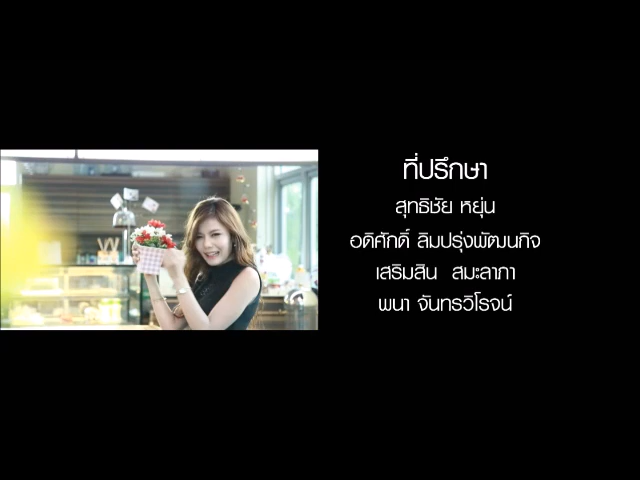 ที่ปรึกษา
สุทธิชัย หยุ่น
อดิศักดิ์ ลิมปรุ่งพัฒนกิจ
เสริมสิน สมะลาภา
พนา จันทรวิโรจน์